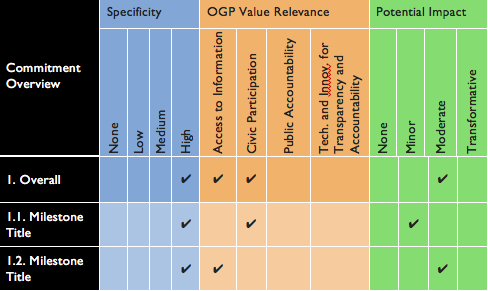 Specificity
OGP Value Relevance
Potential Impact
Commitment
Overview
None
Low
Medium
High
Access to Information
Civic Participation
Public Accountability
Tech. and Innov. for
Transparency and
Accountability
None
Minor
Moderate
Transformative
1. Overall
✔ ✔ ✔ ✔
1.1. Milestone
Title
✔ ✔ ✔
1.2. Milestone
Title
✔ ✔ ✔